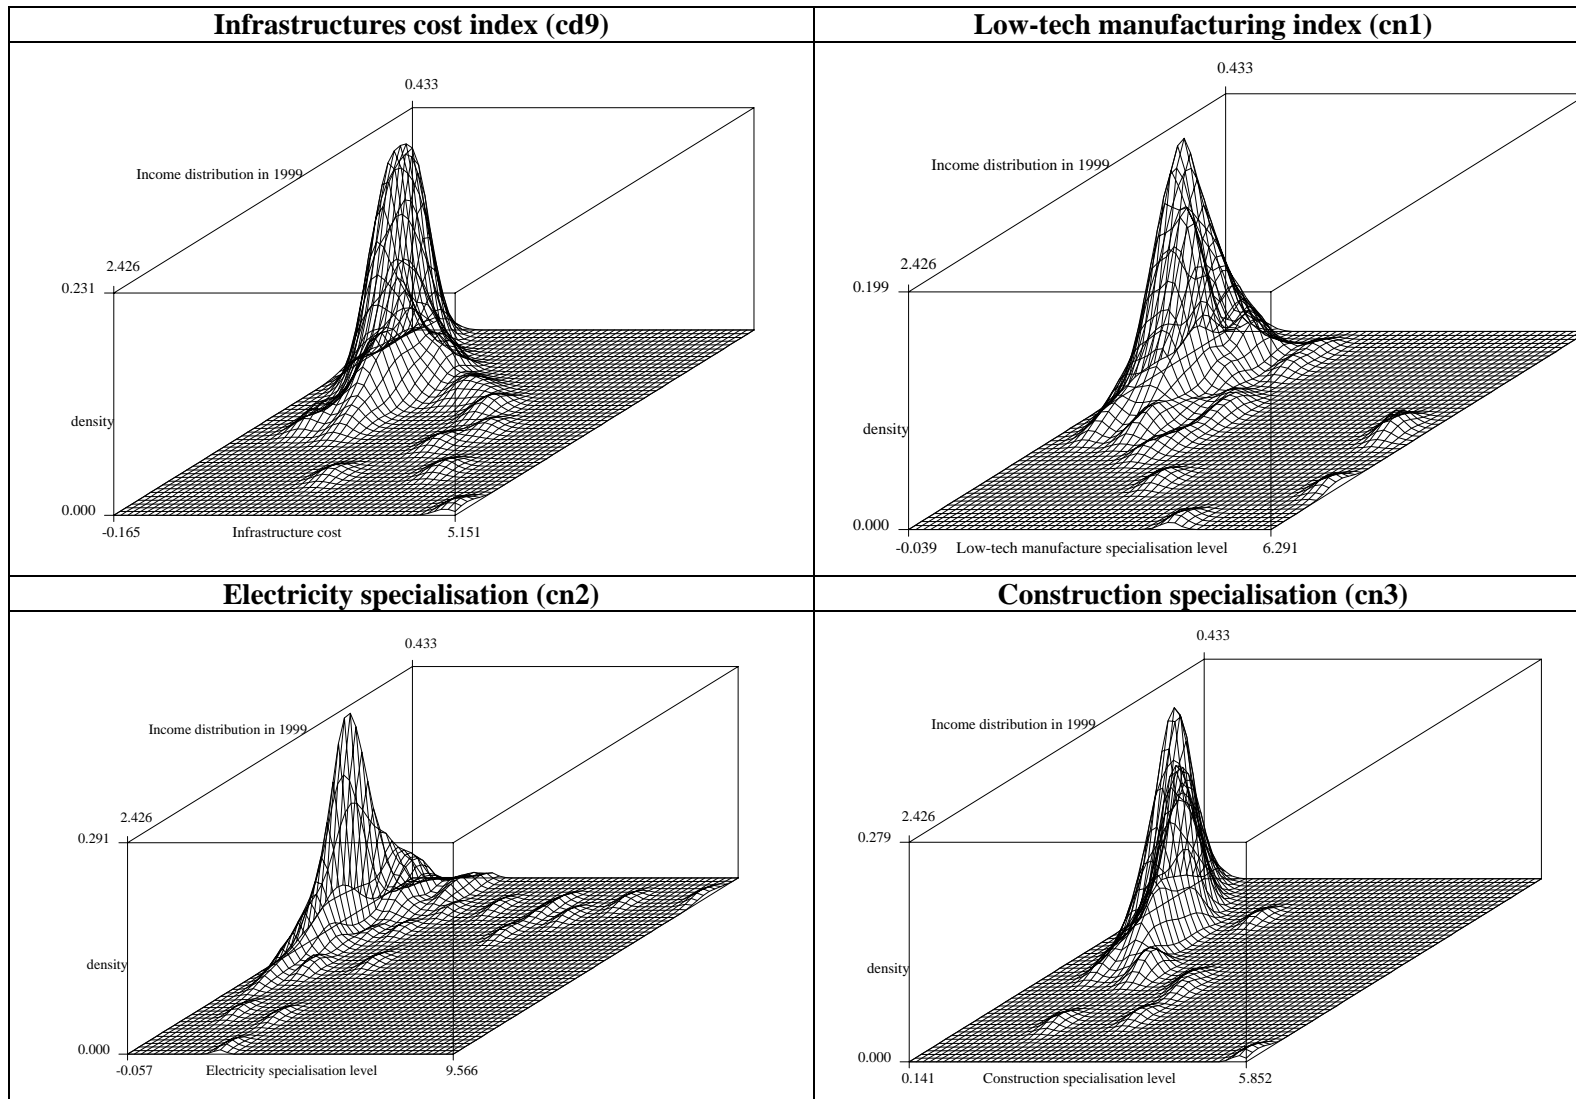 Infrastructures cost index (cd9)
0.433
Income distribution in 1999
2.426
0.231
density
0.000
-0.165
Infrastructure cost
5.151
Low-tech manufacturing index (cn1)
0.433
Income distribution in 1999
2.426
0.199
density
0.000
-0.039
Low-tech manufacture specialisation level
6.291
Electricity specialisation (cn2)
0.433
Income distribution in 1999
2.426
0.291
density
0.000
-0.057
Electricity specialisation level
9.566
Construction specialisation (cn3)
0.433
Income distribution in 1999
2.426
0.279
density
0.000
0.141
Construction specialisation level
5.852